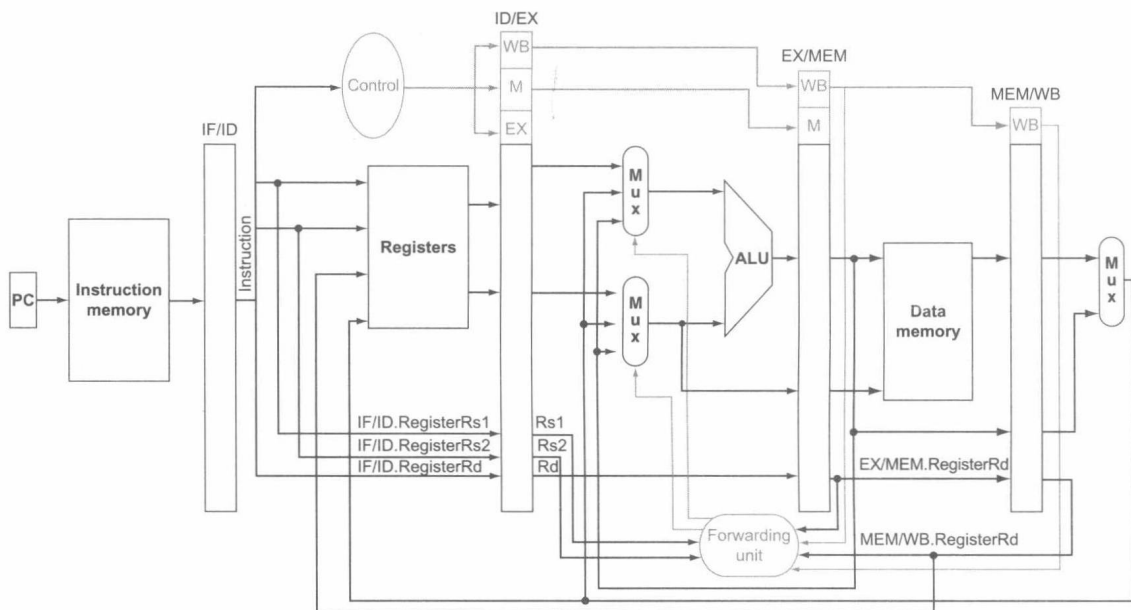 ID/EX
WB
M
EX
Control
EX/MEM
WB
M
MEM/WB
WB
IF/ID
PC
Instruction
memory
Instruction
Registers
M
u
x
M
u
x
ALU
Data
memory
M
u
x
IF/ID.RegisterRs1
IF/ID.RegisterRs2
IF/ID.RegisterRd
Rs1
Rs2
Rd
EX/MEM.RegisterRd
Forwarding
unit
MEM/WB.RegisterRd